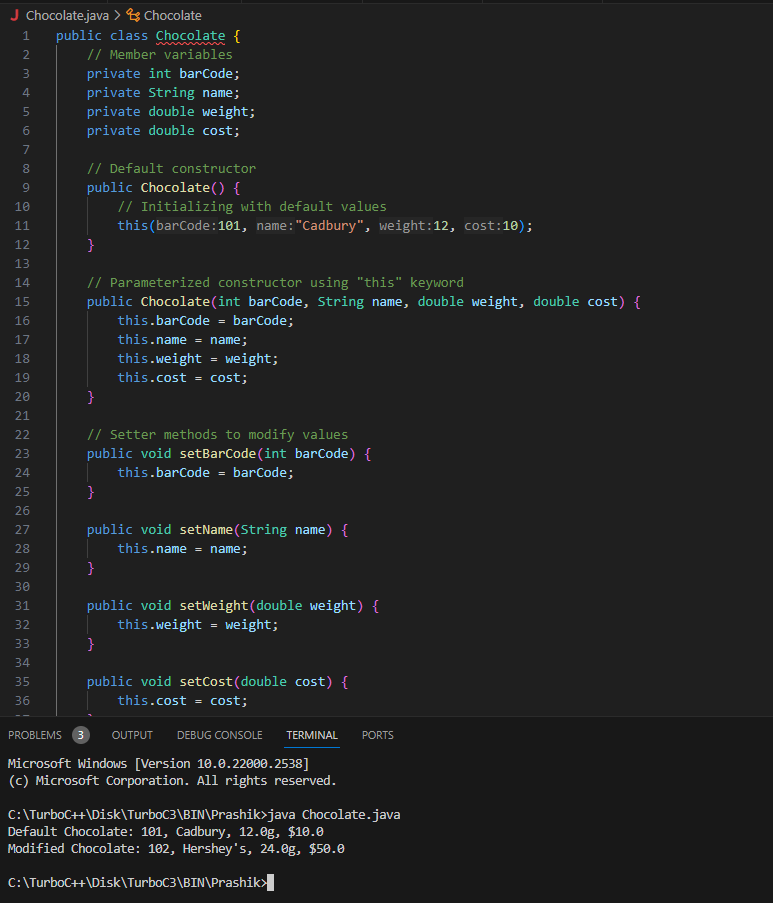 J Chocolate.java > Chocolate
1 public class Chocolate {
2 // Member variables
3 private int barCode;
4 private String name;
5 private double weight;
6 private double cost;
7
8 // Default constructor
9 public Chocolate() {
10 // Initializing with default values
11 this(barCode:101, name:"Cadbury", weight:12, cost:10);
12 }
13
14 // Parameterized constructor using "this" keyword
15 public Chocolate(int barCode, String name, double weight, double cost) {
16 this.barCode = barCode;
17 this.name = name;
18 this.weight = weight;
19 this.cost = cost;
20 }
21
22 // Setter methods to modify values
23 public void setBarCode(int barCode) {
24 this.barCode = barCode;
25 }
26
27 public void setName(String name) {
28 this.name = name;
29 }
30
31 public void setWeight(double weight) {
32 this.weight = weight;
33 }
34
35 public void setCost(double cost) {
36 this.cost = cost;
PROBLEMS 3 OUTPUT DEBUG CONSOLE TERMINAL PORTS
Microsoft Windows [Version 10.0.22000.2538]
(c) Microsoft Corporation. All rights reserved.
C:\TurboC++\Disk\TurboC3\BIN\Prashik>java Chocolate.java
Default Chocolate: 101, Cadbury, 12.0g, $10.0
Modified Chocolate: 102, Hershey's, 24.0g, $50.0
C:\TurboC++\Disk\TurboC3\BIN\Prashik>